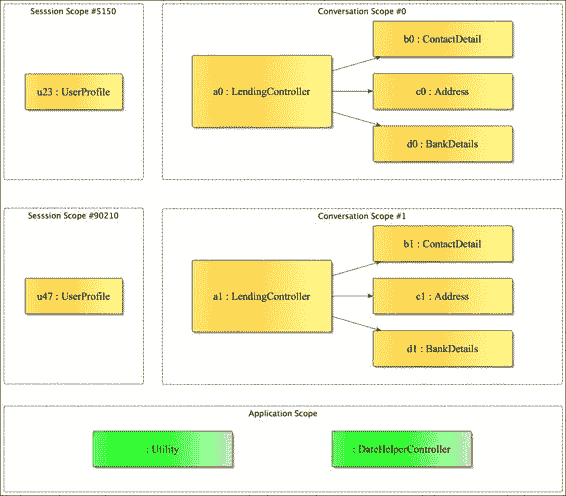 Sesssion Scope #5150
Conversation Scope #0
u23 : UserProfile
a0 : LendingController
b0 : ContactDetail
c0 : Address
d0 : BankDetails
Sesssion Scope #90210
Conversation Scope #1
u47 : UserProfile
a1 : LendingController
b1 : ContactDetail
c1 : Address
d1 : BankDetails
Application Scope
: Utility
: DateHelperController